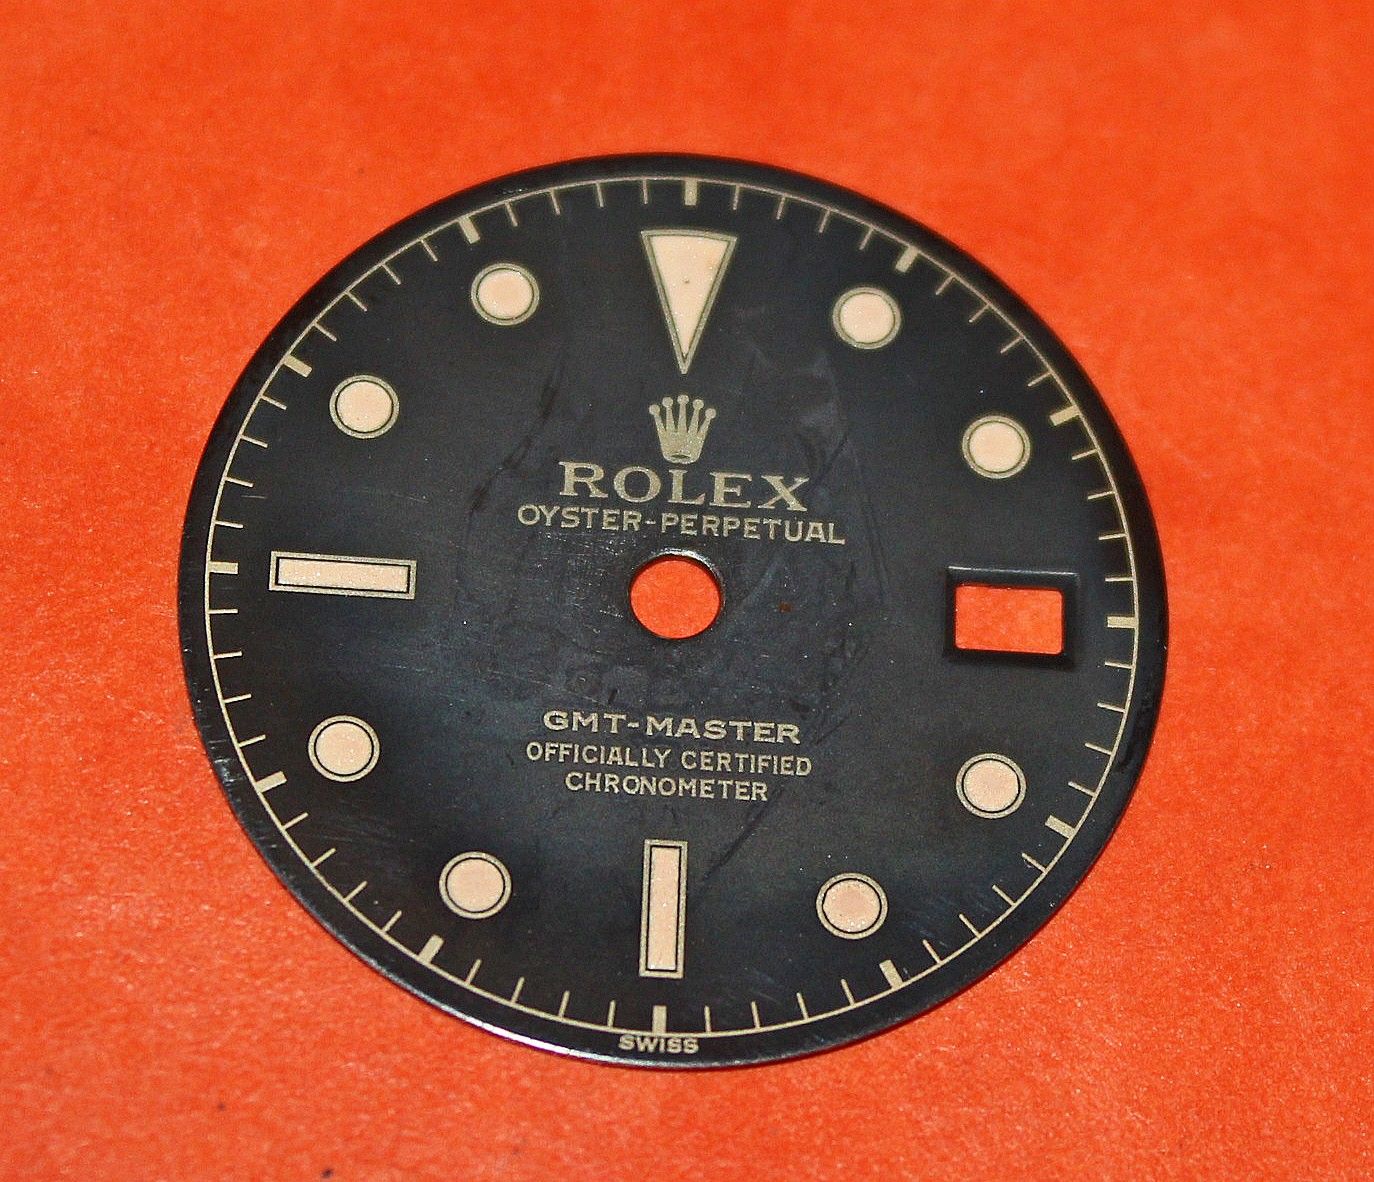 ROLEX
OYSTER-PERPETUAL
GMT-MASTER
OFFICIALLY CERTIFIED
CHRONOMETER
SWISS